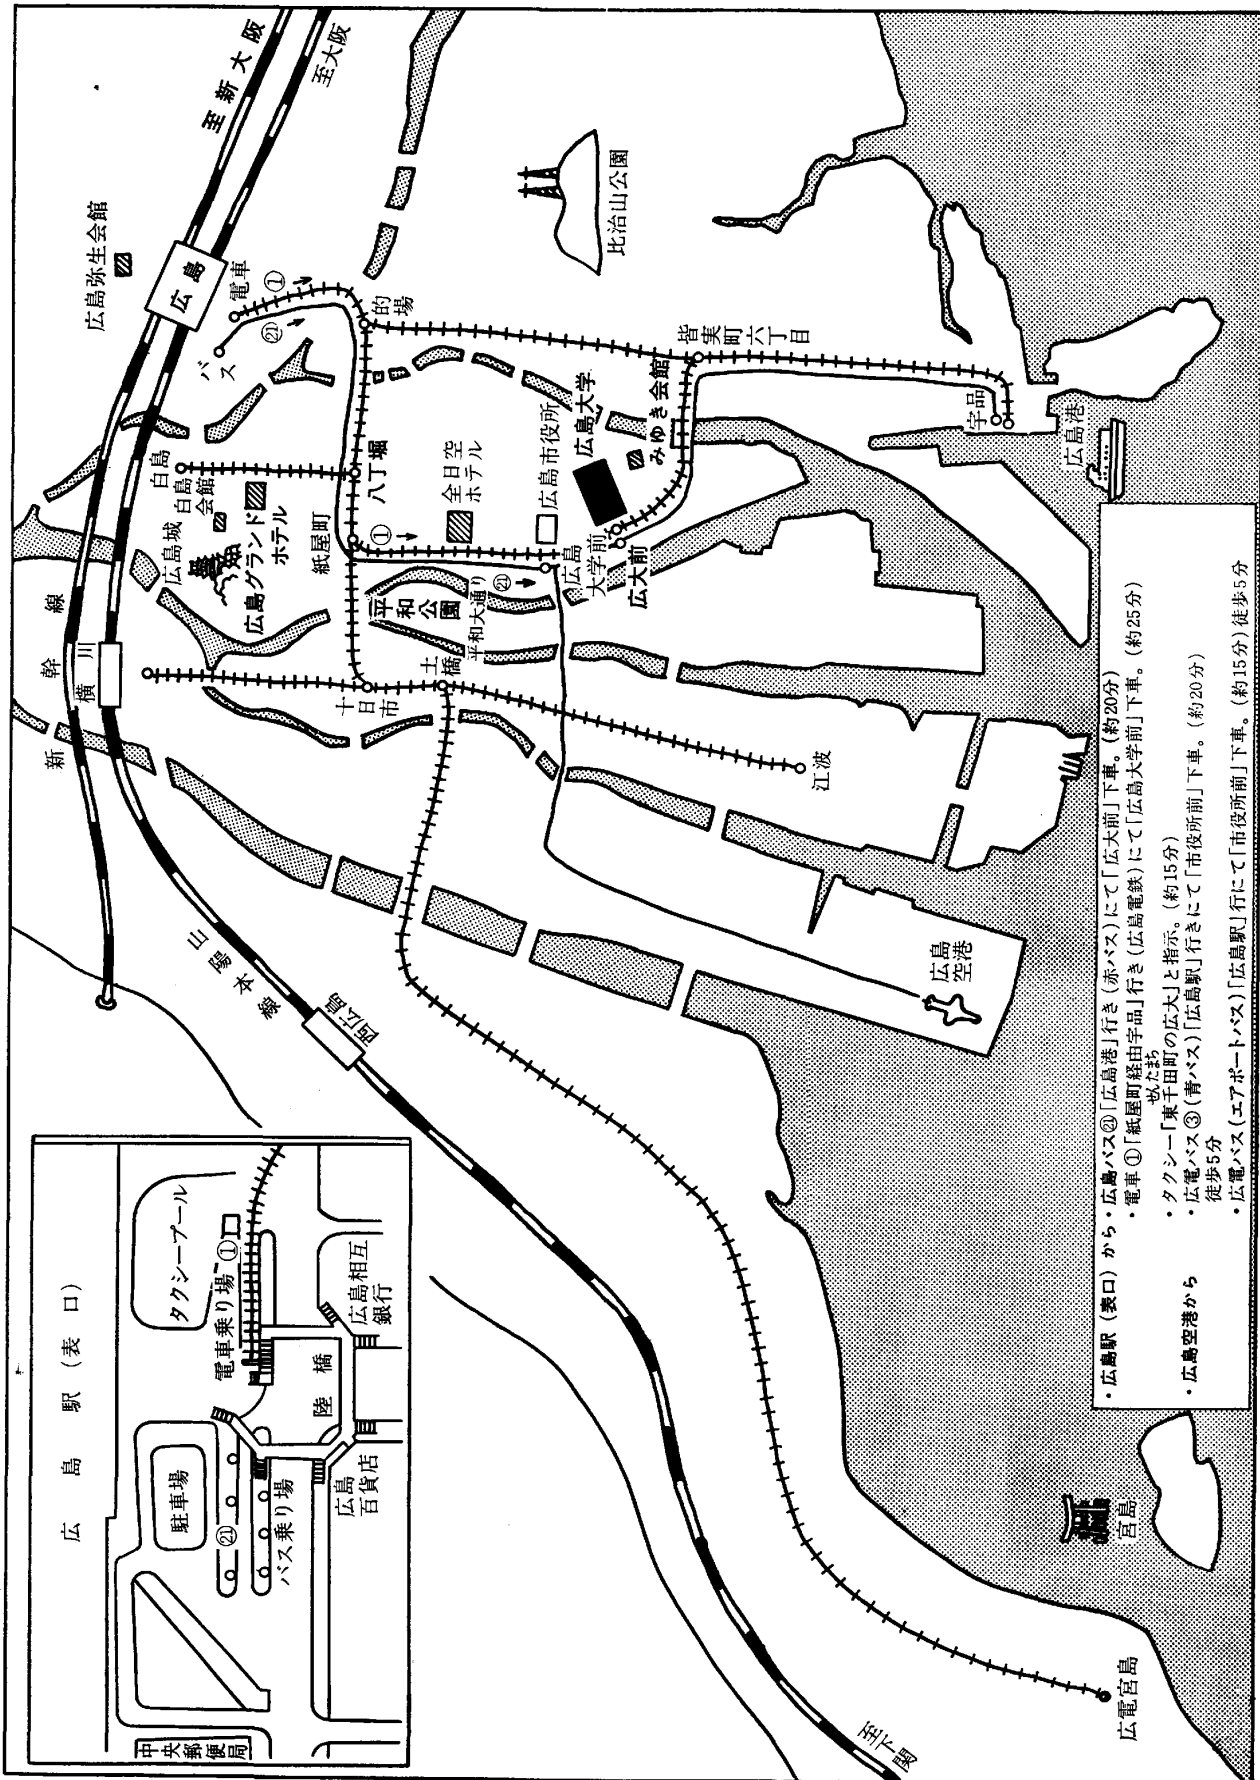 至新大阪
至大阪
広島弥生会館
広島
電車
①
㉑
バス
的場
比治山公園
白島
白島会館
広島城
広島グランドホテル
八丁堀
紙屋町
①
全日空ホテル
広島市役所
広島大学
みゆき会館
皆実町六丁目
宇品
広島港
平和公園
平和大通り
㉑
広島大学前
広大前
新幹線
横川
十日市
土橋
江波
山陽本線
西広島
広島空港
宮島
広電宮島
至下関
広島駅（表口）
タクシープール
電車乗り場①
駐車場
㉑
バス乗り場
陸橋
広島相互銀行
広島百貨店
中央郵便局
・広島駅（表口）から・広島バス㉑「広島港」行き（赤バス）にて「広大前」下車。（約20分）
・電車①「紙屋町経由宇品」行き（広島電鉄）にて「広島大学前」下車。（約25分）
せんだまち
・タクシー「東千田町の広大」と指示。（約15分）
・広島空港から ・広電バス③（青バス）「広島駅」行きにて「市役所前」下車。（約20分）
徒歩5分
・広電バス（エアポートバス）「広島駅」行にて「市役所前」下車。（約15分）徒歩5分